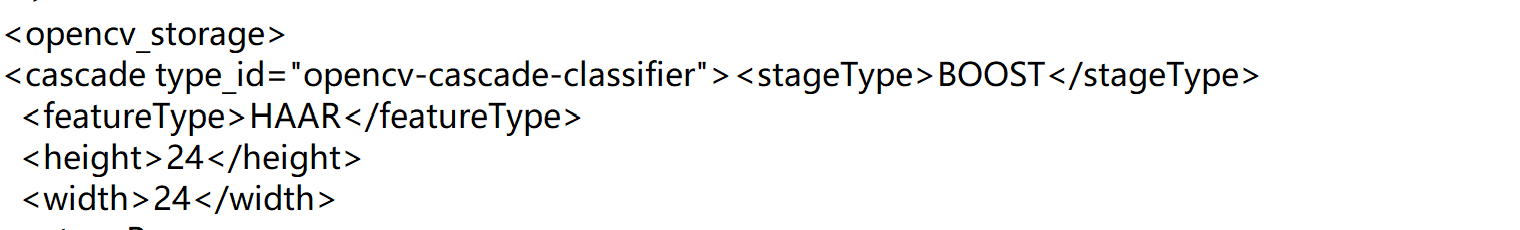 <opencv_storage>
<cascade type_id="opencv-cascade-classifier"><stageType>BOOST</stageType>
  <featureType>HAAR</featureType>
  <height>24</height>
  <width>24</width>